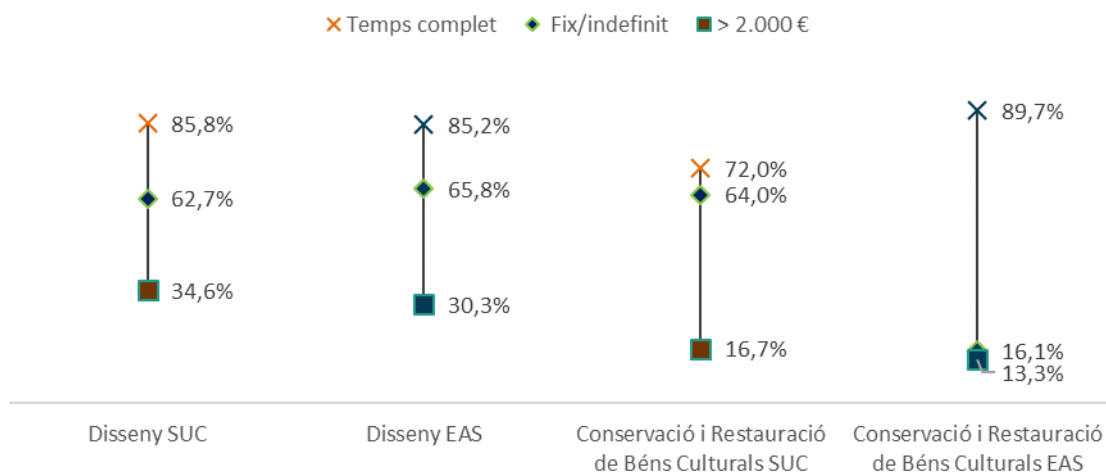 Temps complet Fix/indefinit > 2.000 €
85,8%
62,7%
34,6%
85,2%
65,8%
30,3%
72,0%
64,0%
16,7%
89,7%
16,1%
13,3%
Disseny SUC
Disseny EAS
Conservació i Restauració
de Béns Culturals SUC
Conservació i Restauració
de Béns Culturals EAS